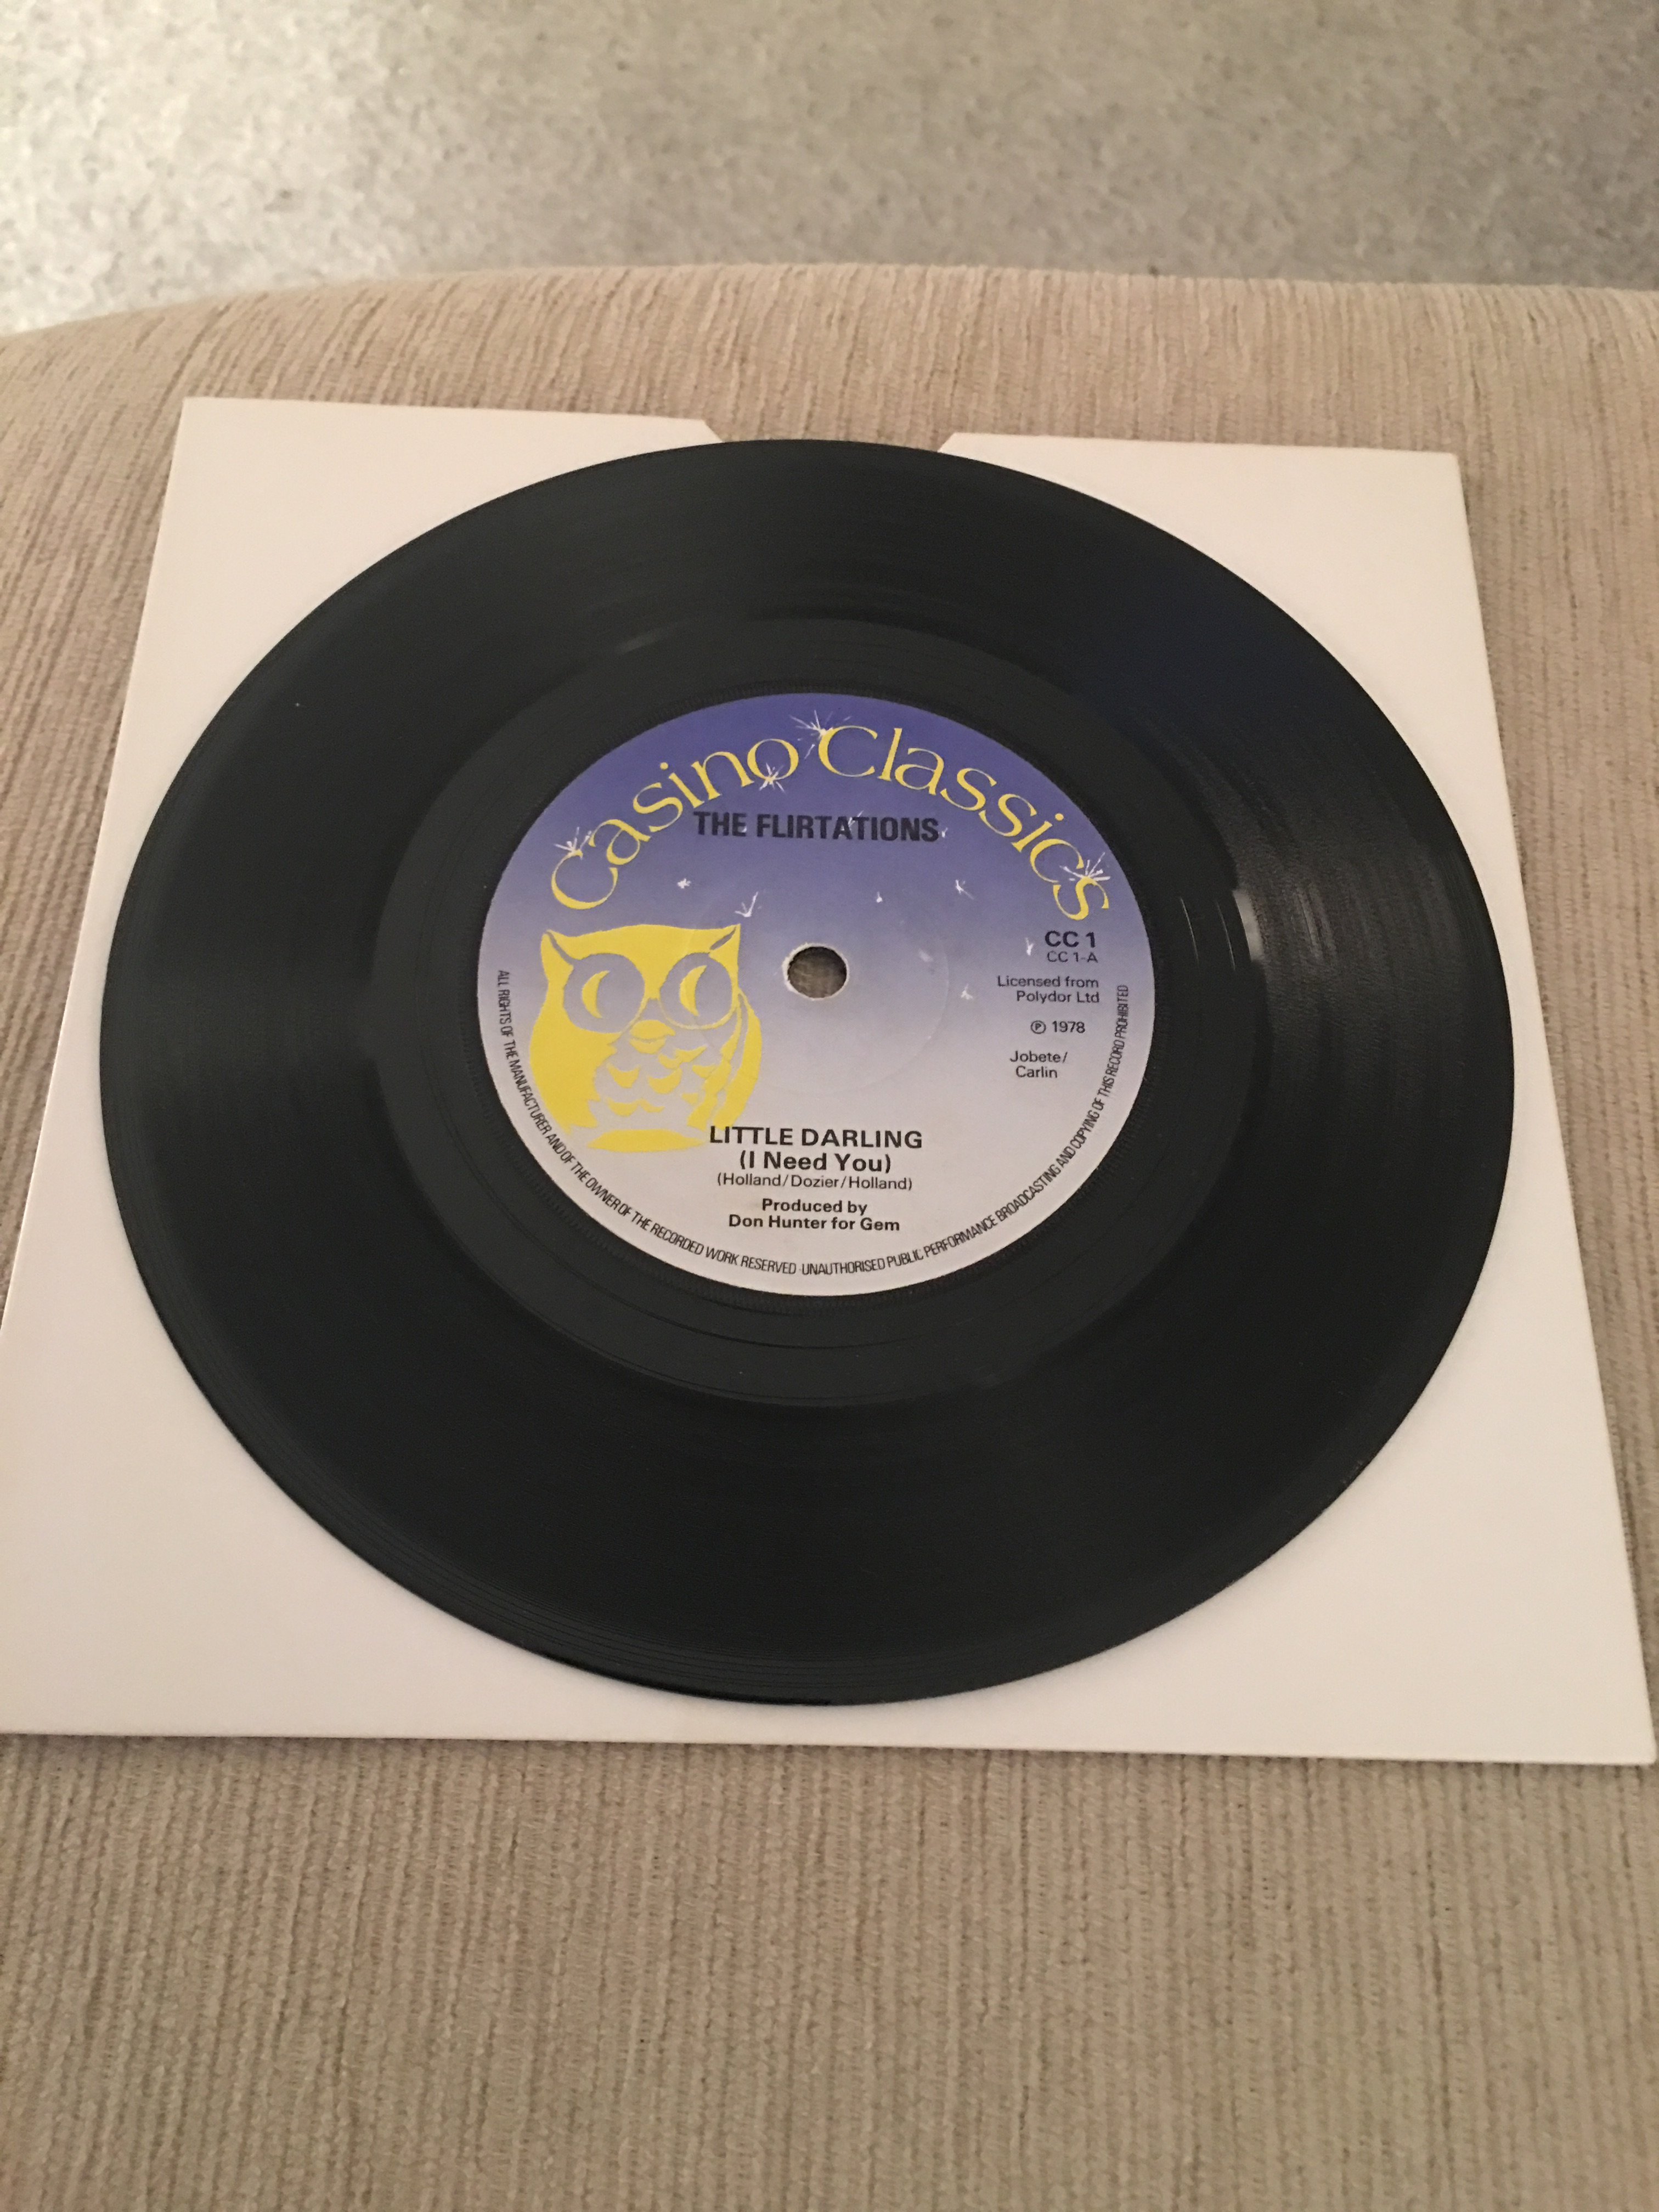 Casino Classics
THE FLIRTATIONS
CC 1
CC 1-A
Licensed from
Polydor Ltd
℗ 1978
Jobete/
Carlin
LITTLE DARLING
(I Need You)
(Holland/Dozier/Holland)
Produced by
Don Hunter for Gem
ALL RIGHTS OF THE MANUFACTURER AND OF THE OWNER OF THE RECORDED WORK RESERVED · UNAUTHORISED PUBLIC PERFORMANCE BROADCASTING AND COPYING OF THIS RECORD PROHIBITED